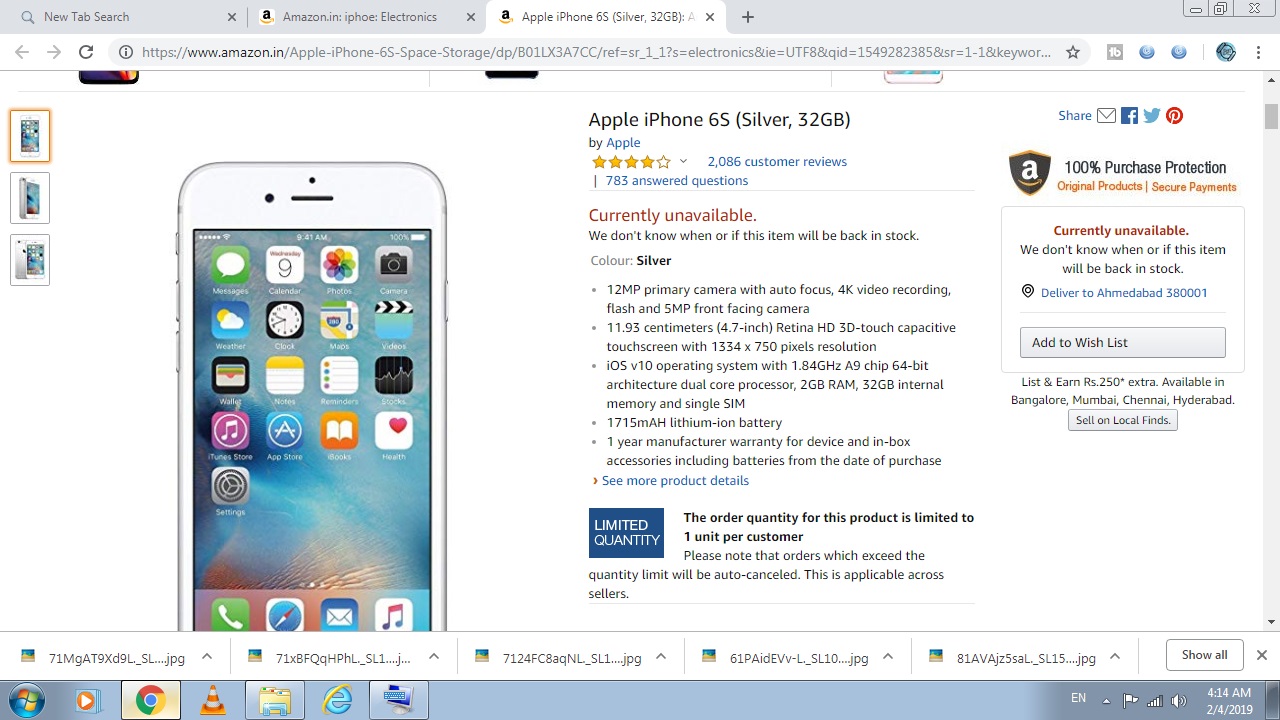 New Tab Search
Amazon.in: iphoe: Electronics
Apple iPhone 6S (Silver, 32GB): A
https://www.amazon.in/Apple-iPhone-6S-Space-Storage/dp/B01LX3A7CC/ref=sr_1_1?s=electronics&ie=UTF8&qid=1549282385&sr=1-1&keywor...
Apple iPhone 6S (Silver, 32GB)
by Apple
2,086 customer reviews
| 783 answered questions
Currently unavailable.
We don't know when or if this item will be back in stock.
Colour: Silver
12MP primary camera with auto focus, 4K video recording,
flash and 5MP front facing camera
11.93 centimeters (4.7-inch) Retina HD 3D-touch capacitive
touchscreen with 1334 x 750 pixels resolution
iOS v10 operating system with 1.84GHz A9 chip 64-bit
architecture dual core processor, 2GB RAM, 32GB internal
memory and single SIM
1715mAH lithium-ion battery
1 year manufacturer warranty for device and in-box
accessories including batteries from the date of purchase
› See more product details
LIMITED
QUANTITY
The order quantity for this product is limited to
1 unit per customer
Please note that orders which exceed the
quantity limit will be auto-canceled. This is applicable across
sellers.
Share
100% Purchase Protection
Original Products | Secure Payments
Currently unavailable.
We don't know when or if this item
will be back in stock.
Deliver to Ahmedabad 380001
Add to Wish List
List & Earn Rs.250* extra. Available in
Bangalore, Mumbai, Chennai, Hyderabad.
Sell on Local Finds.
9:41 AM
100%
Wednesday
9
Messages
Calendar
Photos
Camera
Weather
Clock
Maps
Videos
280
Wallet
Notes
Reminders
Stocks
iTunes Store
App Store
iBooks
Health
Settings
71MgAT9Xd9L._SL....jpg
71xBFQqHPhL._SL1....j...
7124FC8aqNL._SL1....jpg
61PAidEVv-L._SL10....jpg
81AVAjz5saL._SL15....jpg
Show all
EN
4:14 AM
2/4/2019